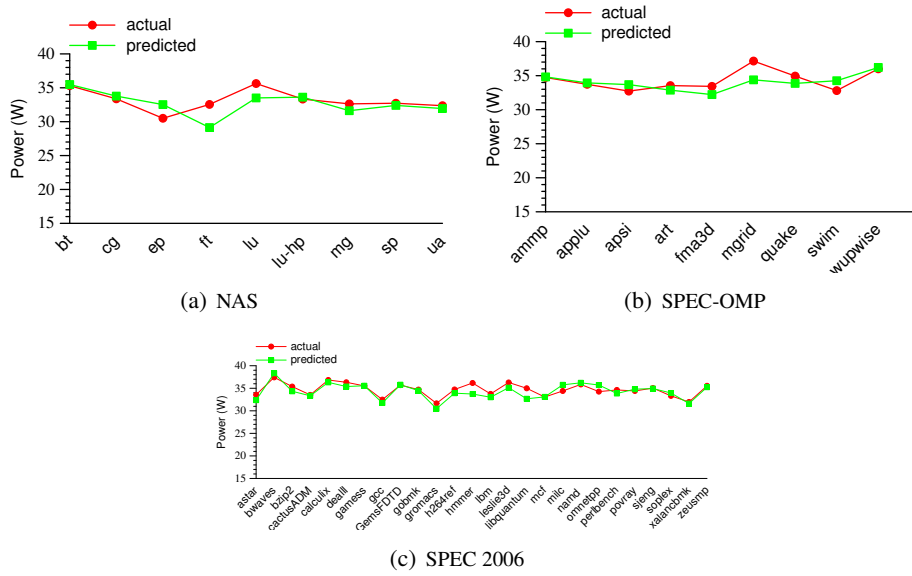 actual
predicted
40
35
30
25
20
15
Power (W)
bt
cg
ep
ft
lu
lu-hp
mg
sp
ua
(a) NAS
actual
predicted
40
35
30
25
20
15
Power (W)
ammp
applu
apsi
art
fma3d
mgrid
quake
swim
wupwise
(b) SPEC-OMP
actual
predicted
40
35
30
25
20
15
Power (W)
astar
bwaves
bzip2
cactusADM
calculix
dealII
gamess
gcc
GemsFDTD
gobmk
gromacs
h264ref
hmmer
lbm
leslie3d
libquantum
mcf
milc
namd
omnetpp
perlbench
povray
sjeng
soplex
xalancbmk
zeusmp
(c) SPEC 2006